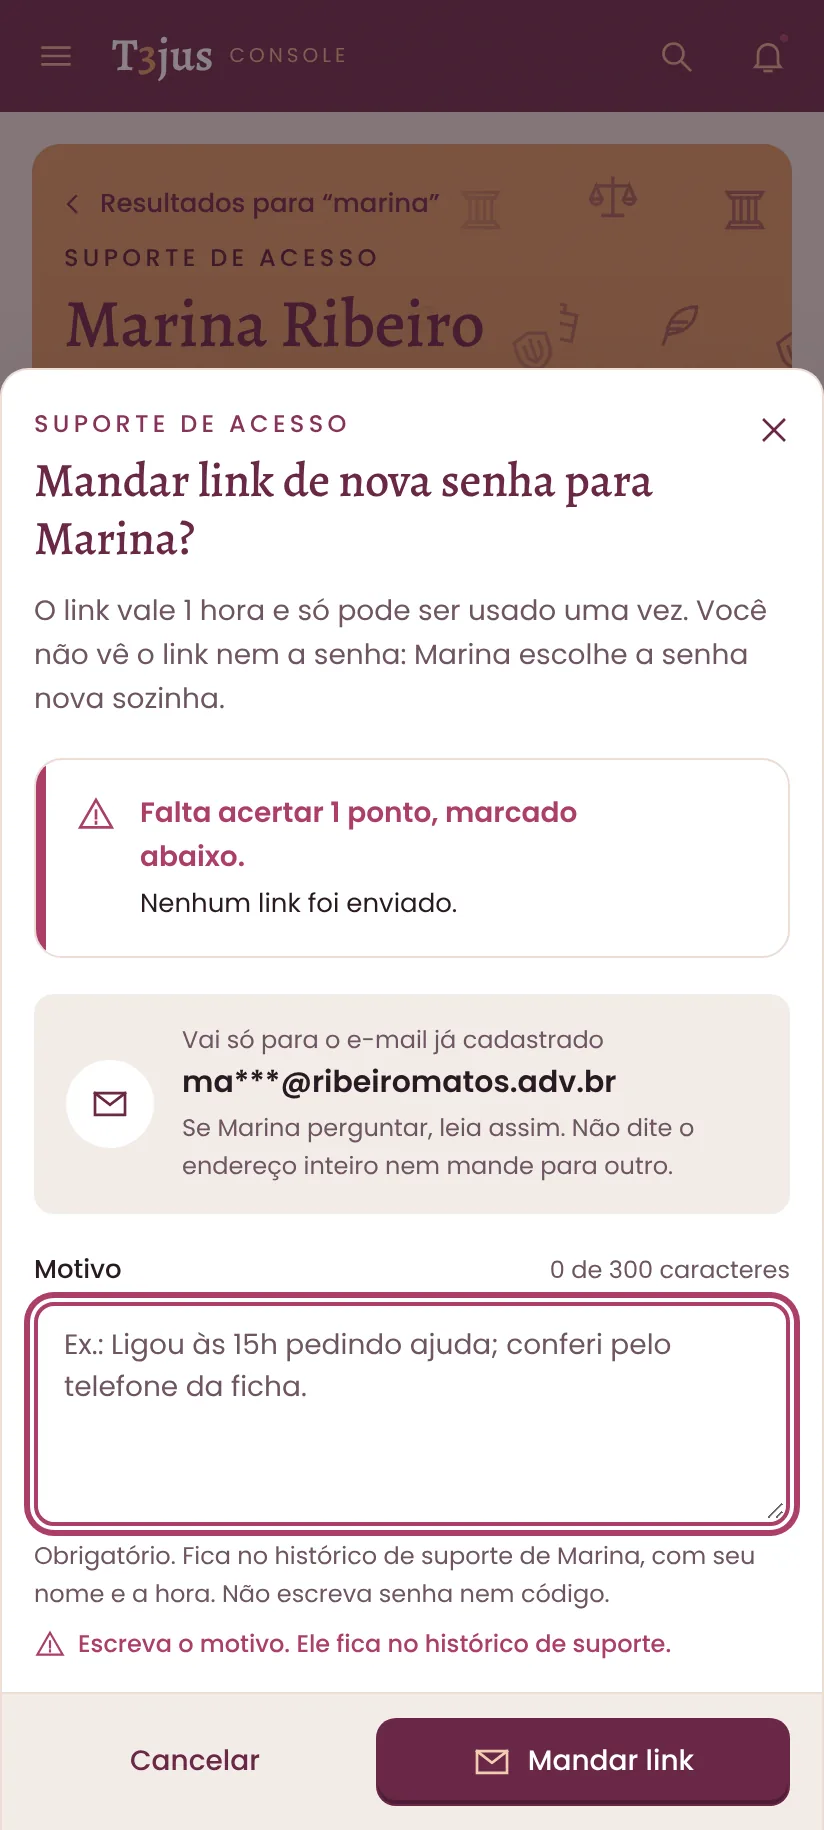 T3jus CONSOLE
Resultados para “marina”
SUPORTE DE ACESSO
Marina Ribeiro
SUPORTE DE ACESSO
Mandar link de nova senha para
Marina?
O link vale 1 hora e só pode ser usado uma vez. Você
não vê o link nem a senha: Marina escolhe a senha
nova sozinha.
Falta acertar 1 ponto, marcado
abaixo.
Nenhum link foi enviado.
Vai só para o e-mail já cadastrado
ma***@ribeiromatos.adv.br
Se Marina perguntar, leia assim. Não dite o
endereço inteiro nem mande para outro.
Motivo 0 de 300 caracteres
Ex.: Ligou às 15h pedindo ajuda; conferi pelo
telefone da ficha.
Obrigatório. Fica no histórico de suporte de Marina, com seu
nome e a hora. Não escreva senha nem código.
Escreva o motivo. Ele fica no histórico de suporte.
Cancelar Mandar link